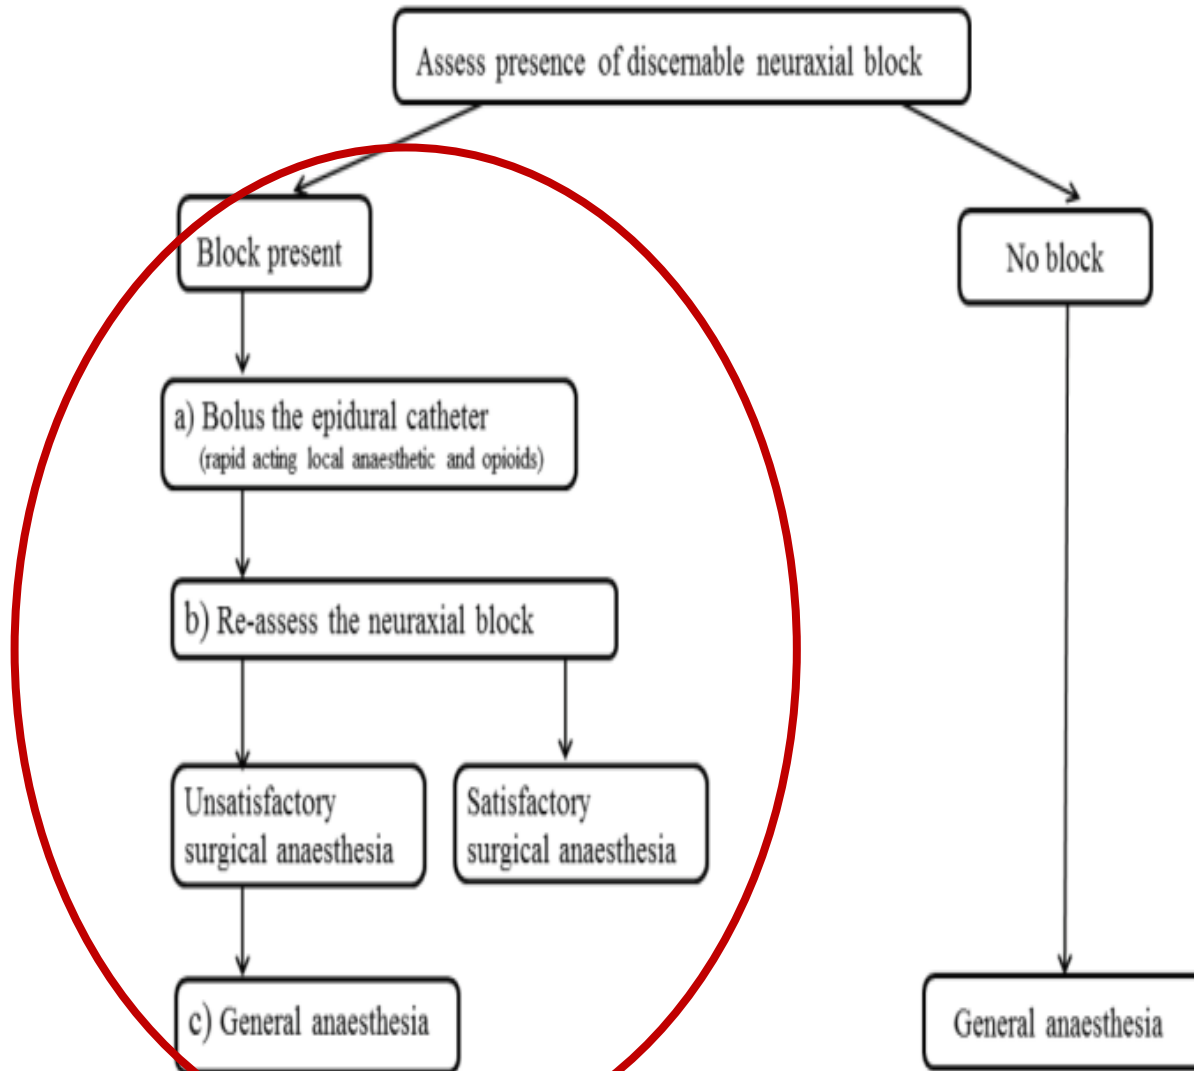 Assess presence of discernable neuraxial block
Block present
No block
a) Bolus the epidural catheter
(rapid acting local anaesthetic and opioids)
b) Re-assess the neuraxial block
Unsatisfactory
surgical anaesthesia
Satisfactory
surgical anaesthesia
c) General anaesthesia
General anaesthesia